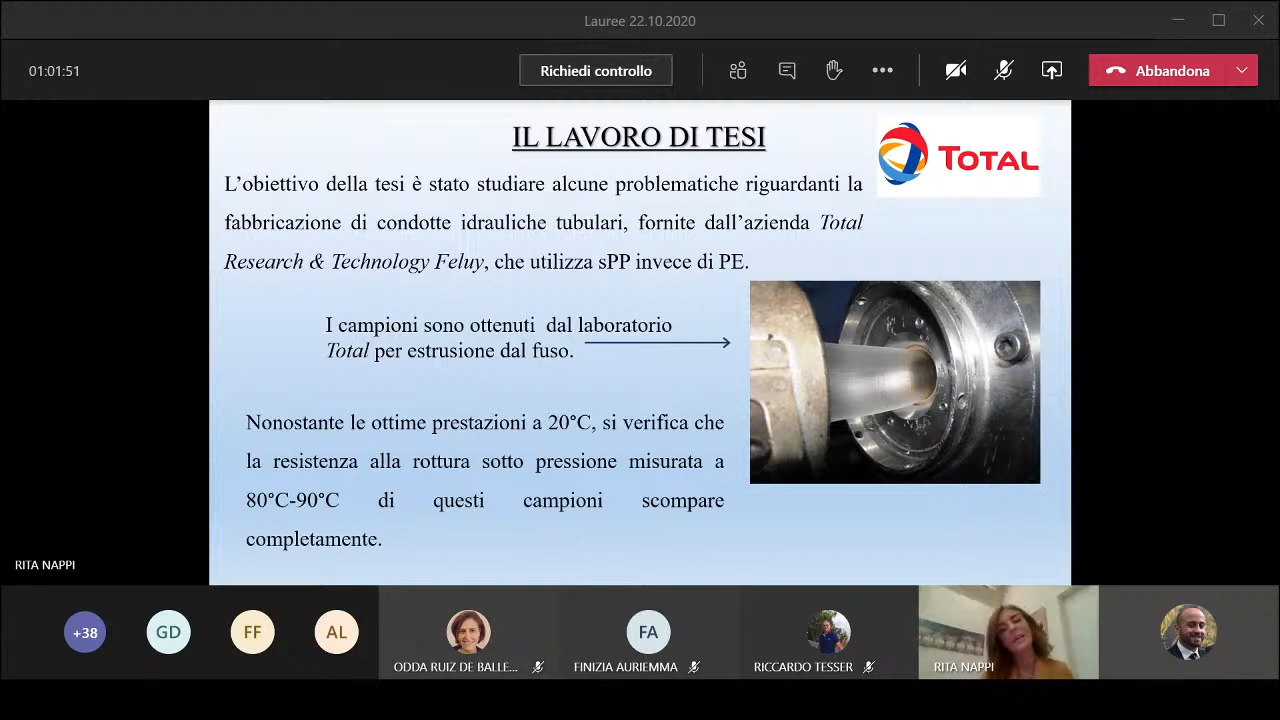 Lauree 22.10.2020
01:01:51
Richiedi controllo
Abbandona
IL LAVORO DI TESI
TOTAL
L’obiettivo della tesi è stato studiare alcune problematiche riguardanti la
fabbricazione di condotte idrauliche tubulari, fornite dall’azienda Total
Research & Technology Feluy, che utilizza sPP invece di PE.
I campioni sono ottenuti dal laboratorio
Total per estrusione dal fuso.
Nonostante le ottime prestazioni a 20°C, si verifica che
la resistenza alla rottura sotto pressione misurata a
80°C-90°C di questi campioni scompare
completamente.
RITA NAPPI
+38
GD
FF
AL
ODDA RUIZ DE BALLE...
FA
FINIZIA AURIEMMA
RICCARDO TESSER
RITA NAPPI